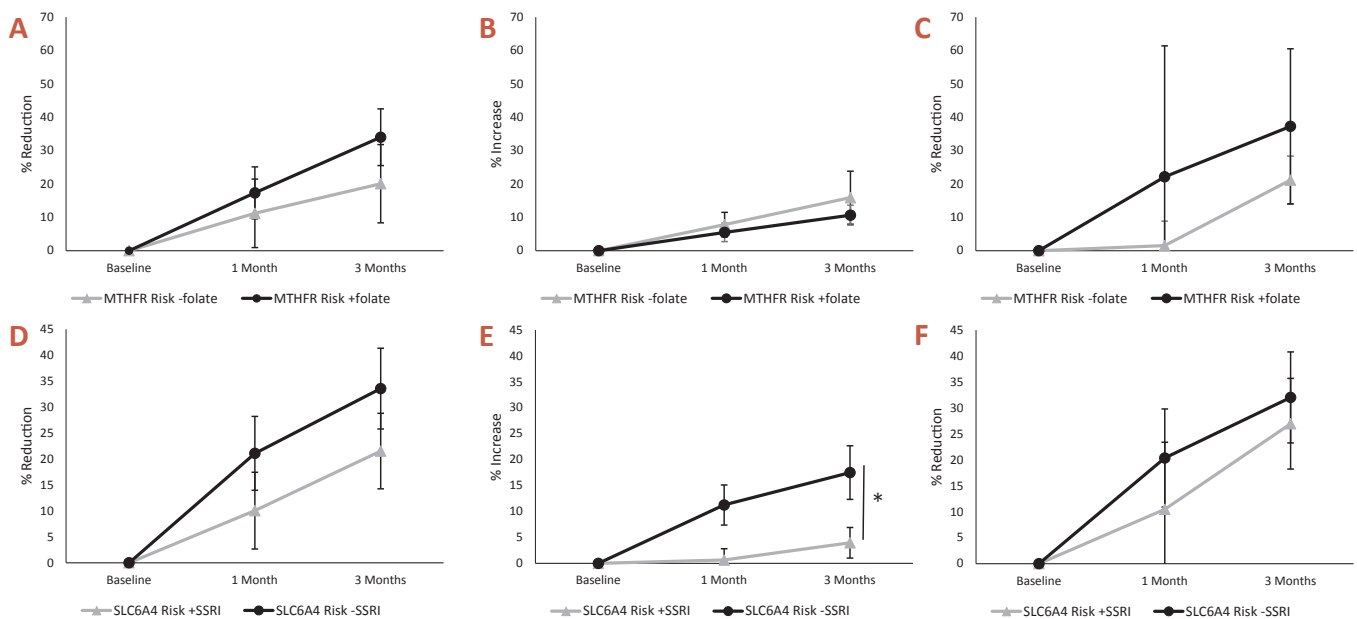 A
70
60
50
40
30
20
10
0
% Reduction
Baseline 1 Month 3 Months
MTHFR Risk -folate MTHFR Risk +folate
B
70
60
50
40
30
20
10
0
% Increase
Baseline 1 Month 3 Months
MTHFR Risk -folate MTHFR Risk +folate
C
70
60
50
40
30
20
10
0
% Reduction
Baseline 1 Month 3 Months
MTHFR Risk -folate MTHFR Risk +folate
D
45
40
35
30
25
20
15
10
5
0
% Reduction
Baseline 1 Month 3 Months
SLC6A4 Risk +SSRI SLC6A4 Risk -SSRI
E
45
40
35
30
25
20
15
10
5
0
% Increase
*
Baseline 1 Month 3 Months
SLC6A4 Risk +SSRI SLC6A4 Risk -SSRI
F
45
40
35
30
25
20
15
10
5
0
% Reduction
Baseline 1 Month 3 Months
SLC6A4 Risk +SSRI SLC6A4 Risk -SSRI